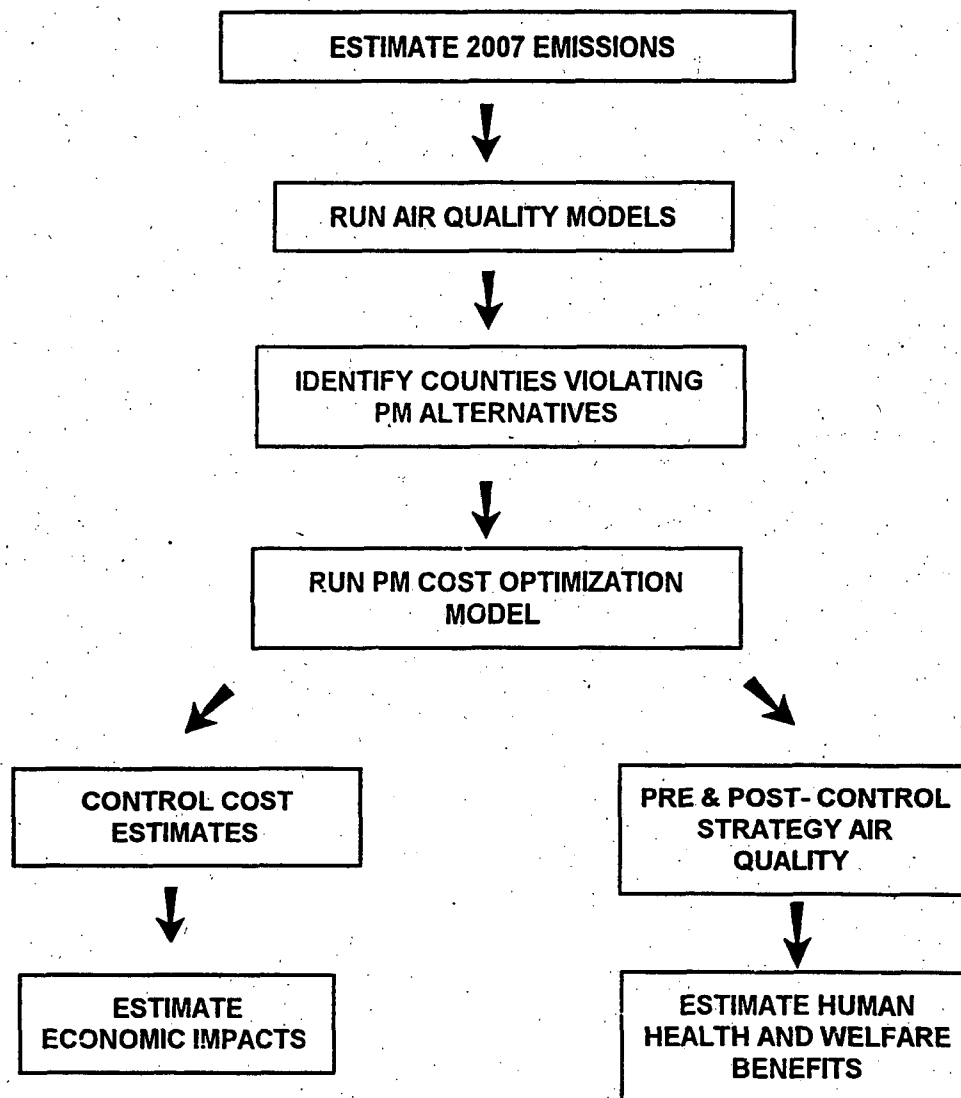 ESTIMATE 2007 EMISSIONS
RUN AIR QUALITY MODELS
IDENTIFY COUNTIES VIOLATING
PM ALTERNATIVES
RUN PM COST OPTIMIZATION
MODEL
CONTROL COST
ESTIMATES
PRE & POST- CONTROL
STRATEGY AIR
QUALITY
ESTIMATE
ECONOMIC IMPACTS
ESTIMATE HUMAN
HEALTH AND WELFARE
BENEFITS